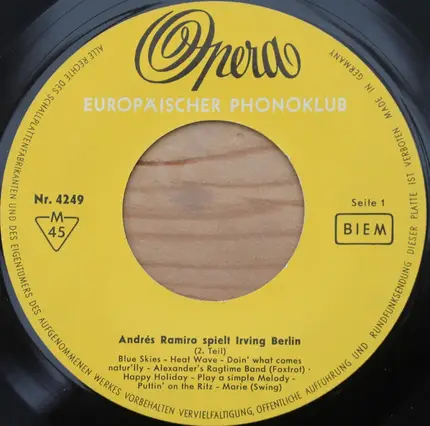 Opera
EUROPÄISCHER PHONOKLUB
Nr. 4249
M
45
Seite 1
BIEM
Andrés Ramiro spielt Irving Berlin
(2. Teil)
Blue Skies - Heat Wave - Doin' what comes
natur'lly - Alexander's Ragtime Band (Foxtrot) -
Happy Holiday - Play a simple Melody -
Puttin' on the Ritz - Marie (Swing)
ALLE RECHTE DES SCHALLPLATTENFABRIKANTEN UND DES EIGENTÜMERS DES AUFGENOMMENEN WERKES VORBEHALTEN VERVIELFÄLTIGUNG, ÖFFENTLICHE AUFFÜHRUNG UND RUNDFUNKSENDUNG DIESER PLATTE IST VERBOTEN MADE IN GERMANY